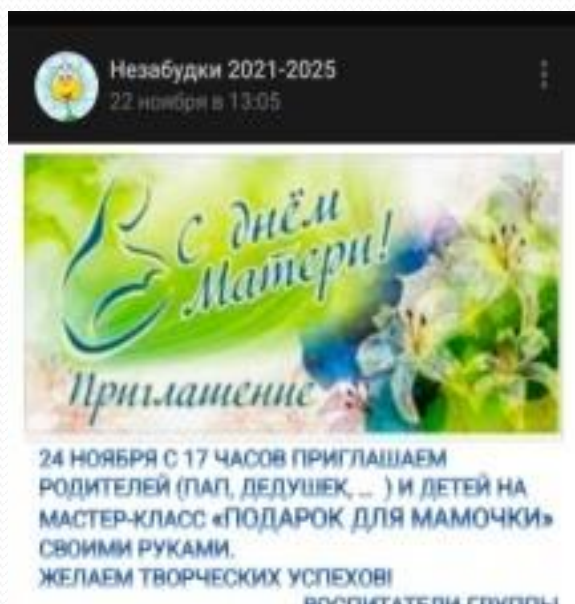 Незабудки 2021-2025
22 ноября в 13:05
С днём
Матери!
Приглашение
24 НОЯБРЯ С 17 ЧАСОВ ПРИГЛАШАЕМ
РОДИТЕЛЕЙ (ПАП, ДЕДУШЕК, ... ) И ДЕТЕЙ НА
МАСТЕР-КЛАСС «ПОДАРОК ДЛЯ МАМОЧКИ»
СВОИМИ РУКАМИ.
ЖЕЛАЕМ ТВОРЧЕСКИХ УСПЕХОВ!
ВОСПИТАТЕЛИ ГРУППЫ